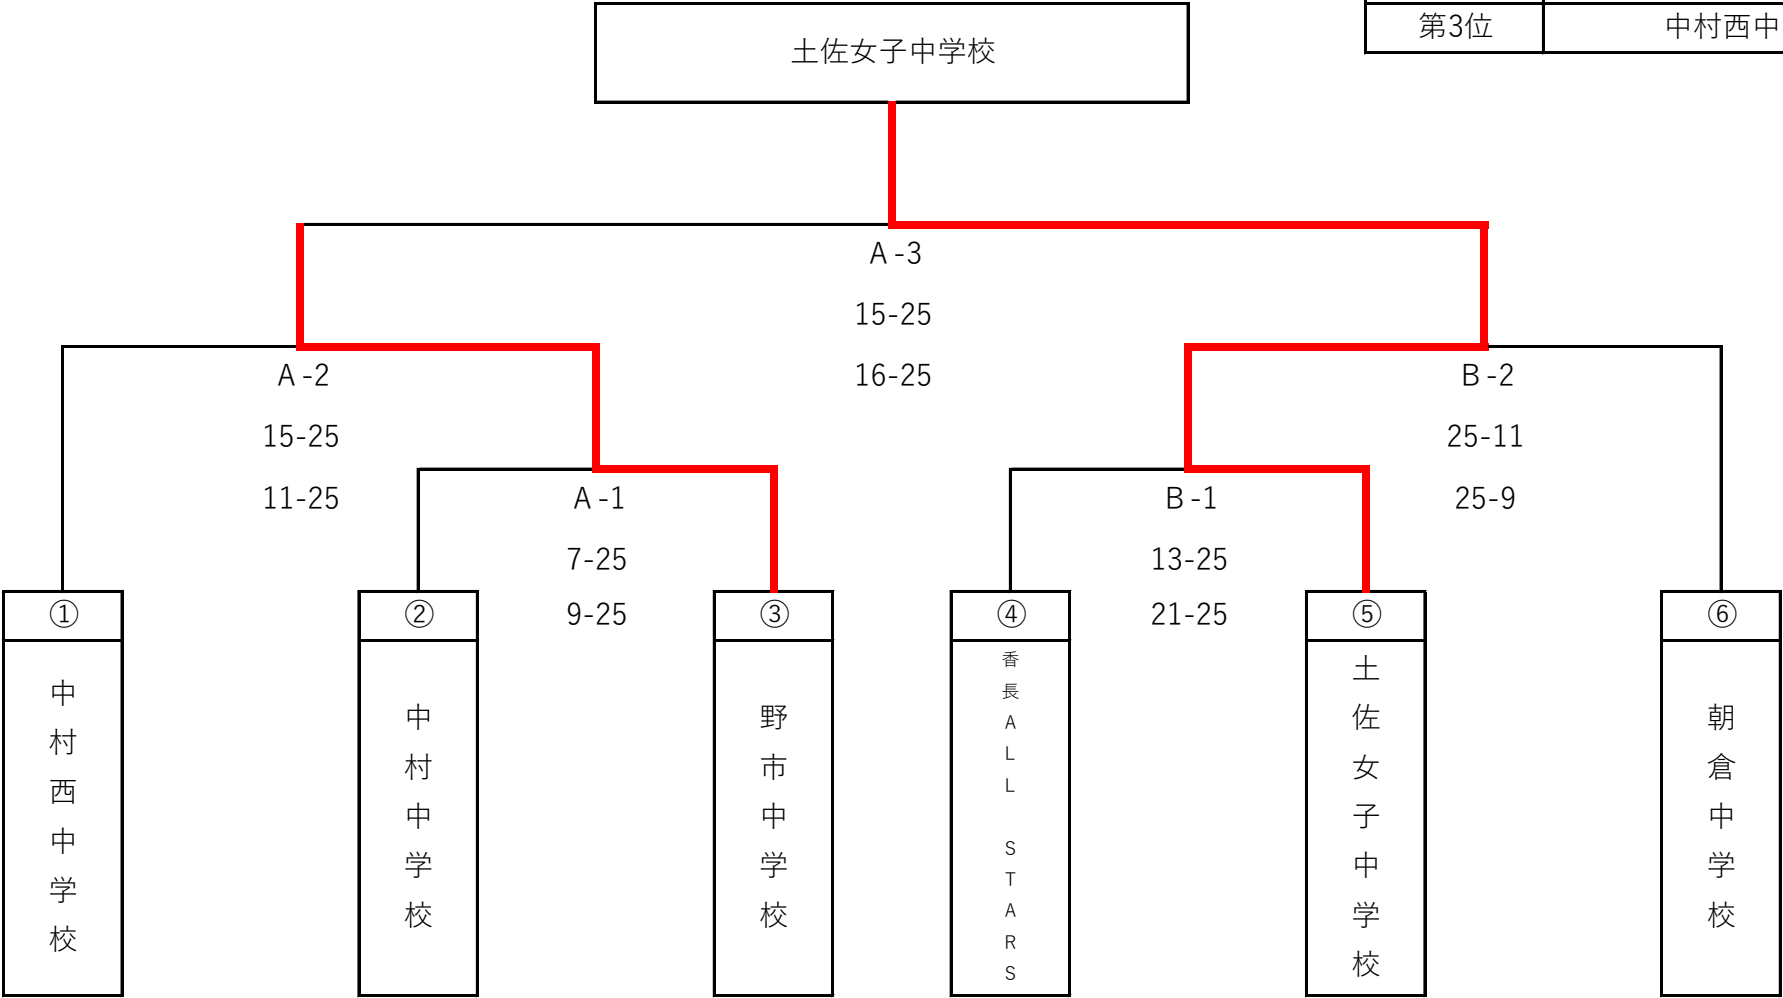 第3位 中村西中
土佐女子中学校
A-3
15-25
16-25
A-2
15-25
11-25
B-2
25-11
25-9
A-1
7-25
9-25
B-1
13-25
21-25
① ② ③ ④ ⑤ ⑥
中村西中学校
中村中学校
野市中学校
香長ALL STARS
土佐女子中学校
朝倉中学校